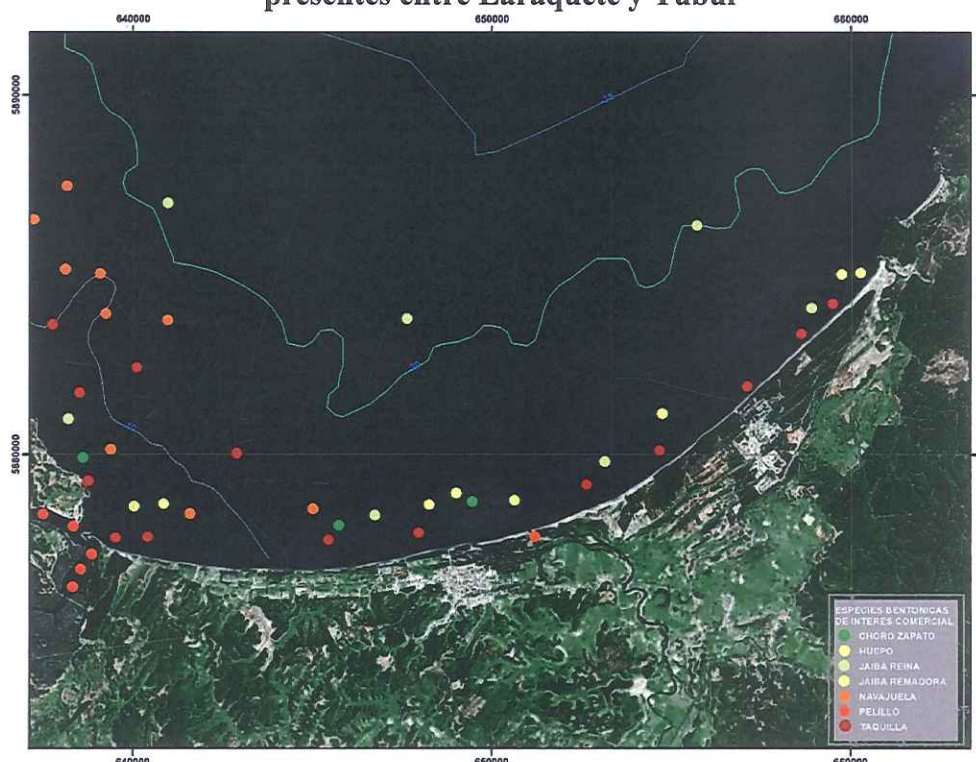 presentes entre Laraquete y Tubul
640000 650000 660000
5890000
5880000
ESPECIES BENTONICAS
DE INTERES COMERCIAL
CHORO ZAPATO
HUEPO
JAIBA REINA
JAIBA REMADORA
NAVAJUELA
PELILLO
TAQUILLA
640000 650000 660000